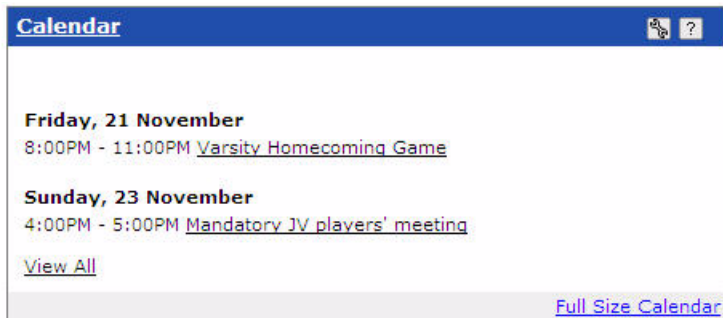 Calendar
?
Friday, 21 November
8:00PM - 11:00PM Varsity Homecoming Game
Sunday, 23 November
4:00PM - 5:00PM Mandatory JV players' meeting
View All
Full Size Calendar